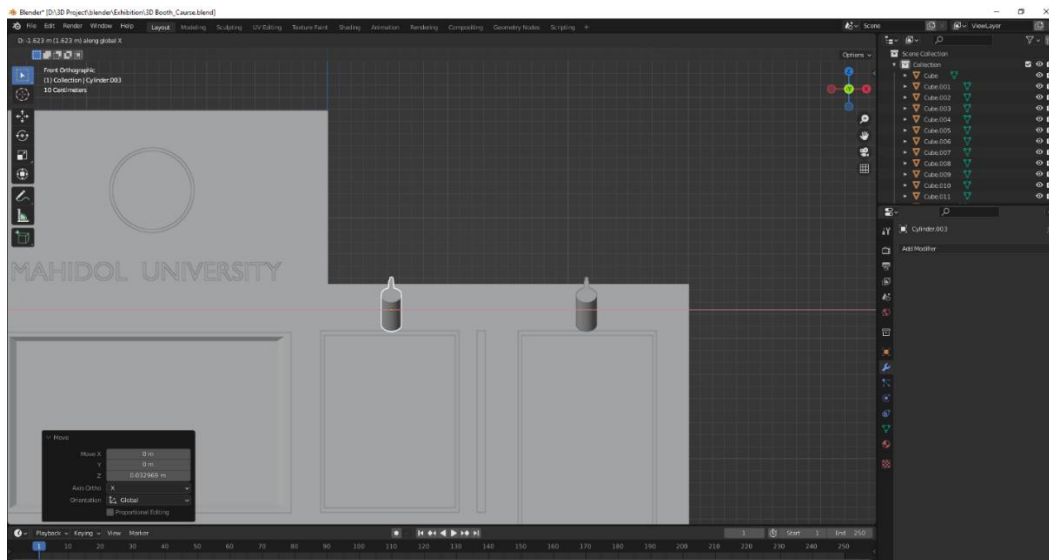 Blender* [D:\3D Project\blender\Exhibition\3D Booth_Caurse.blend]
File Edit Render Window Help Layout Modeling Sculpting UV Editing Texture Paint Shading Animation Rendering Compositing Geometry Nodes Scripting + Scene ViewLayer
D: -1.623 m (1.623 m) along global X
Options
Front Orthographic
(1) Collection | Cylinder.003
10 Centimeters
Z
Y
X
MAHIDOL UNIVERSITY
Move
Move X 0 m
Y 0 m
Z 0.032965 m
Axis Ortho X
Orientation Global
Proportional Editing
Scene Collection
Collection
Cube
Cube.001
Cube.002
Cube.003
Cube.004
Cube.005
Cube.006
Cube.007
Cube.008
Cube.009
Cube.010
Cube.011
Cylinder.003
Add Modifier
Playback Keying View Marker 1 Start 1 End 250
1 10 20 30 40 50 60 70 80 90 100 110 120 130 140 150 160 170 180 190 200 210 220 230 240 250